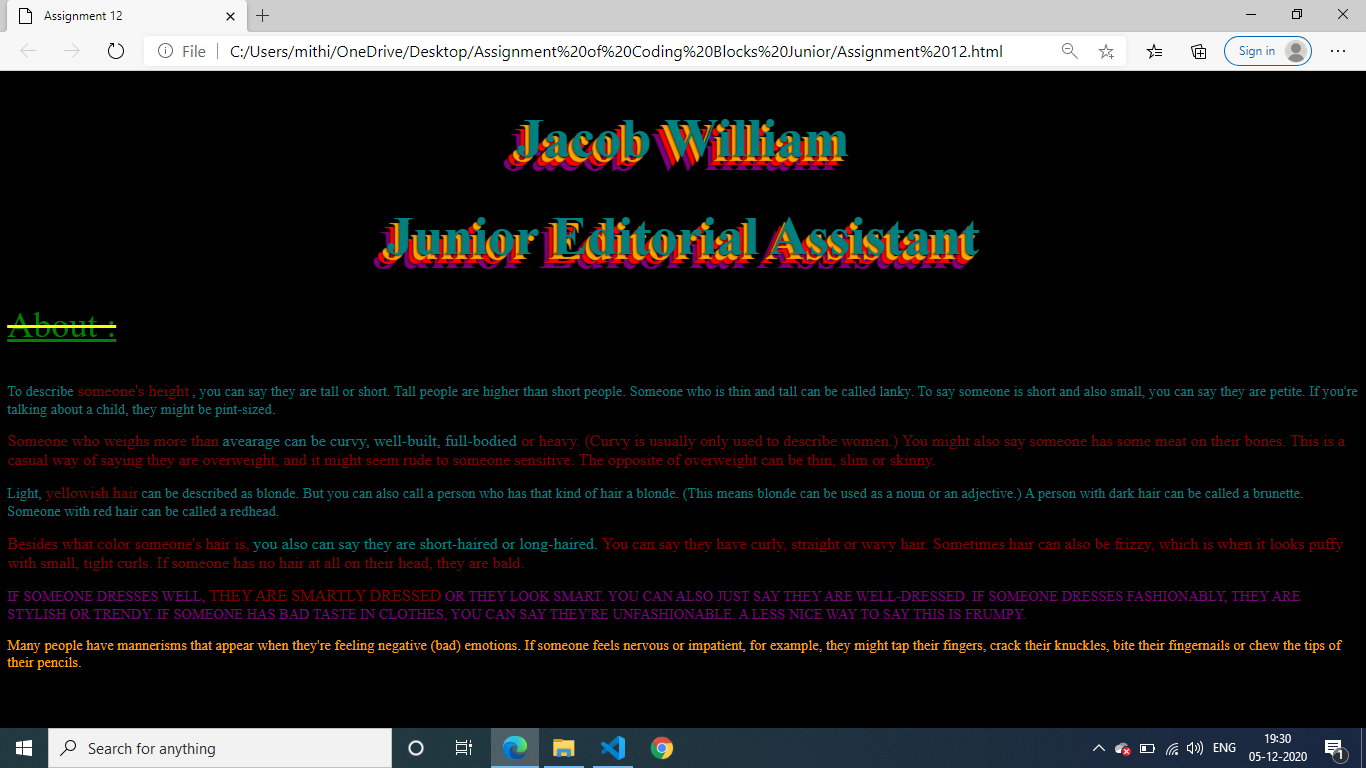 Assignment 12
File
C:/Users/mithi/OneDrive/Desktop/Assignment%20of%20Coding%20Blocks%20Junior/Assignment%2012.html
Sign in
Jacob William
Junior Editorial Assistant
About :
To describe someone's height , you can say they are tall or short. Tall people are higher than short people. Someone who is thin and tall can be called lanky. To say someone is short and also small, you can say they are petite. If you're
talking about a child, they might be pint-sized.
Someone who weighs more than avearage can be curvy, well-built, full-bodied or heavy. (Curvy is usually only used to describe women.) You might also say someone has some meat on their bones. This is a
casual way of saying they are overweight, and it might seem rude to someone sensitive. The opposite of overweight can be thin, slim or skinny.
Light, yellowish hair can be described as blonde. But you can also call a person who has that kind of hair a blonde. (This means blonde can be used as a noun or an adjective.) A person with dark hair can be called a brunette.
Someone with red hair can be called a redhead.
Besides what color someone's hair is, you also can say they are short-haired or long-haired. You can say they have curly, straight or wavy hair. Sometimes hair can also be frizzy, which is when it looks puffy
with small, tight curls. If someone has no hair at all on their head, they are bald.
IF SOMEONE DRESSES WELL, THEY ARE SMARTLY DRESSED OR THEY LOOK SMART. YOU CAN ALSO JUST SAY THEY ARE WELL-DRESSED. IF SOMEONE DRESSES FASHIONABLY, THEY ARE
STYLISH OR TRENDY. IF SOMEONE HAS BAD TASTE IN CLOTHES, YOU CAN SAY THEY'RE UNFASHIONABLE. A LESS NICE WAY TO SAY THIS IS FRUMPY.
Many people have mannerisms that appear when they're feeling negative (bad) emotions. If someone feels nervous or impatient, for example, they might tap their fingers, crack their knuckles, bite their fingernails or chew the tips of
their pencils.
Search for anything
ENG
19:30
05-12-2020
1